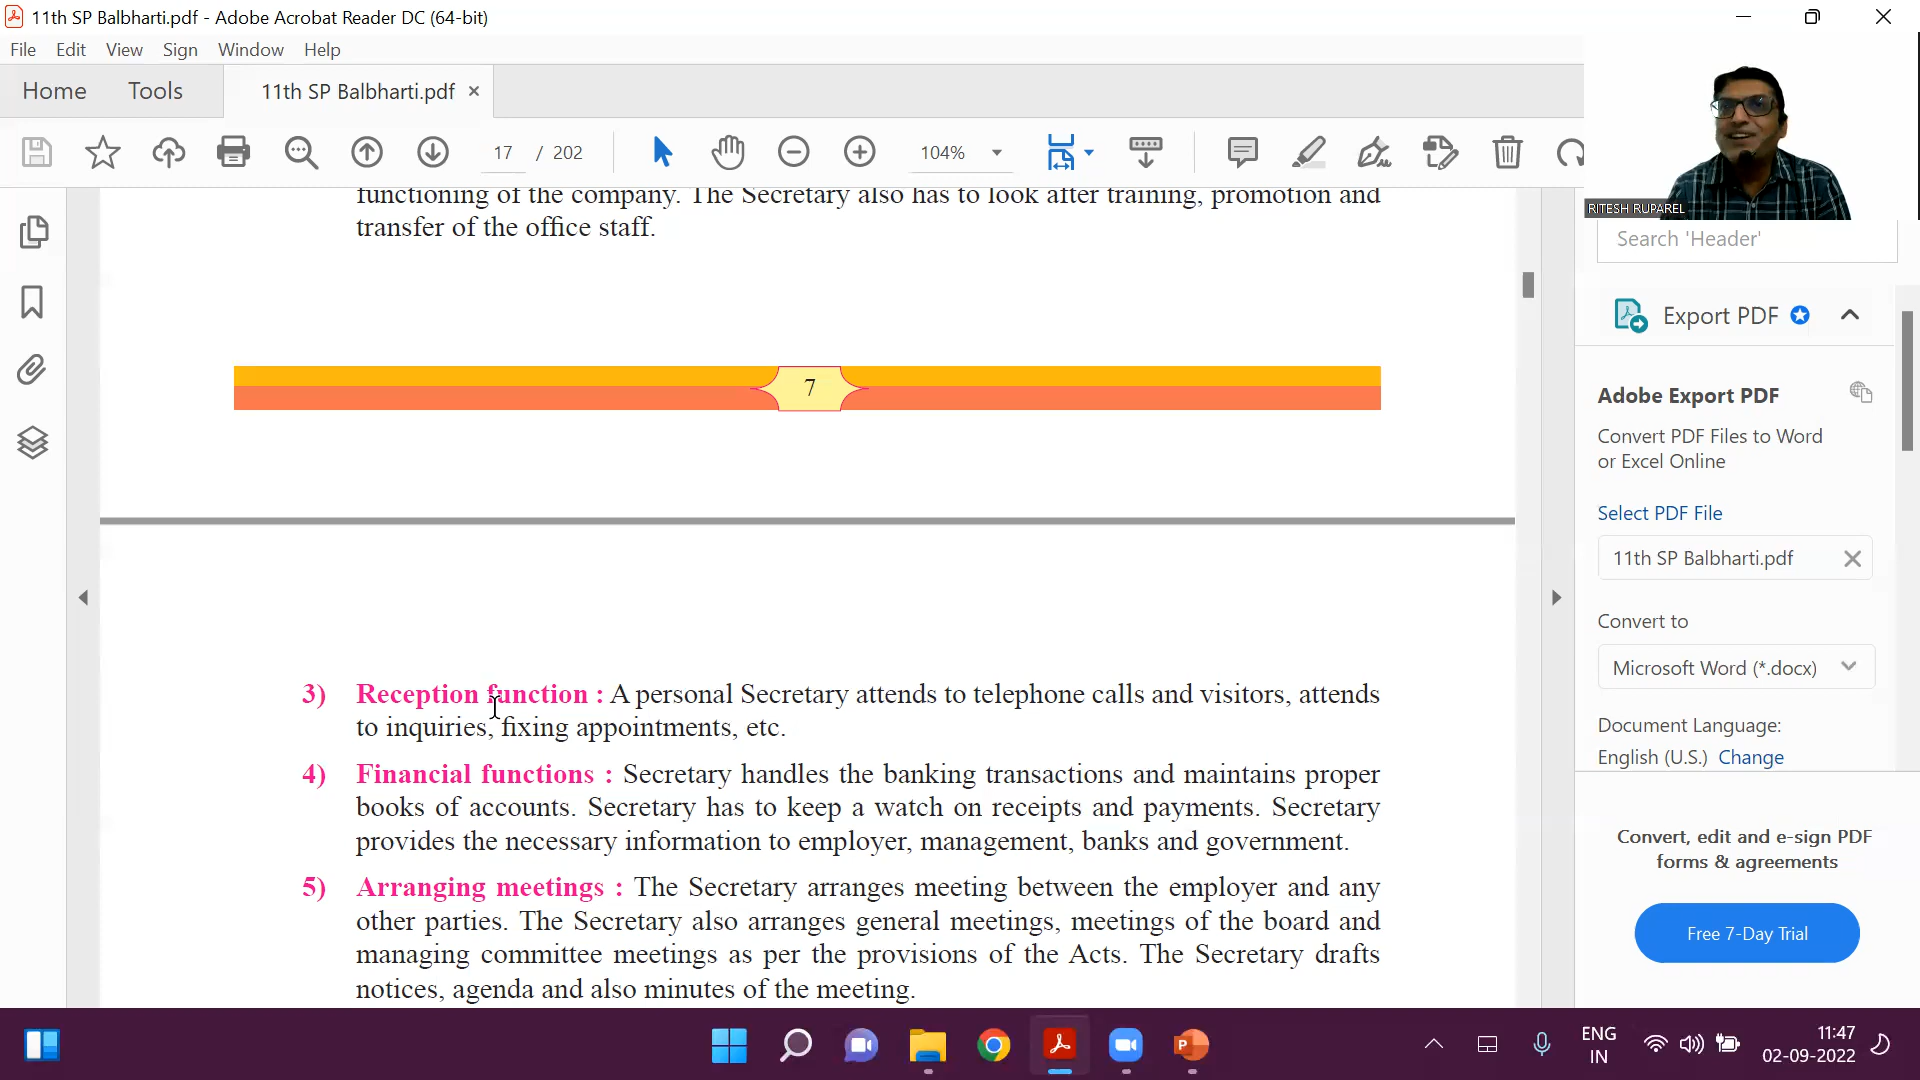 11th SP Balbharti.pdf - Adobe Acrobat Reader DC (64-bit)
File Edit View Sign Window Help
Home Tools 11th SP Balbharti.pdf
17 / 202 104%
RITESH RUPAREL
functioning of the company. The Secretary also has to look after training, promotion and
transfer of the office staff.
7
3) Reception function : A personal Secretary attends to telephone calls and visitors, attends
to inquiries, fixing appointments, etc.
4) Financial functions : Secretary handles the banking transactions and maintains proper
books of accounts. Secretary has to keep a watch on receipts and payments. Secretary
provides the necessary information to employer, management, banks and government.
5) Arranging meetings : The Secretary arranges meeting between the employer and any
other parties. The Secretary also arranges general meetings, meetings of the board and
managing committee meetings as per the provisions of the Acts. The Secretary drafts
notices, agenda and also minutes of the meeting.
Search 'Header'
Export PDF
Adobe Export PDF
Convert PDF Files to Word
or Excel Online
Select PDF File
11th SP Balbharti.pdf
Convert to
Microsoft Word (*.docx)
Document Language:
English (U.S.) Change
Convert, edit and e-sign PDF
forms & agreements
Free 7-Day Trial
P
ENG
IN
11:47
02-09-2022